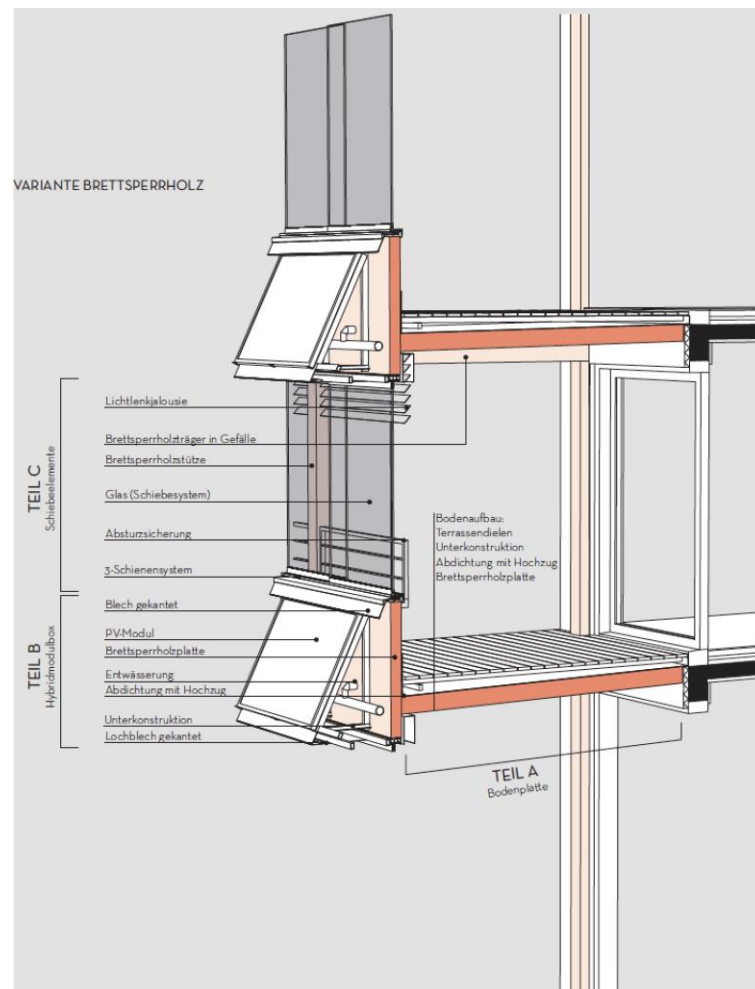 VARIANTE BRETTSPERRHOLZ
TEIL C
Schiebeelemente
Lichtlenkjalousie
Brettsperrholzträger in Gefälle
Brettsperrholzstütze
Glas (Schiebesystem)
Absturzsicherung
3-Schienensystem
Bodenaufbau:
Terrassendielen
Unterkonstruktion
Abdichtung mit Hochzug
Brettsperrholzplatte
TEIL B
Hybridmodulbox
Blech gekantet
PV-Modul
Brettsperrholzplatte
Entwässerung
Abdichtung mit Hochzug
Unterkonstruktion
Lochblech gekantet
TEIL A
Bodenplatte